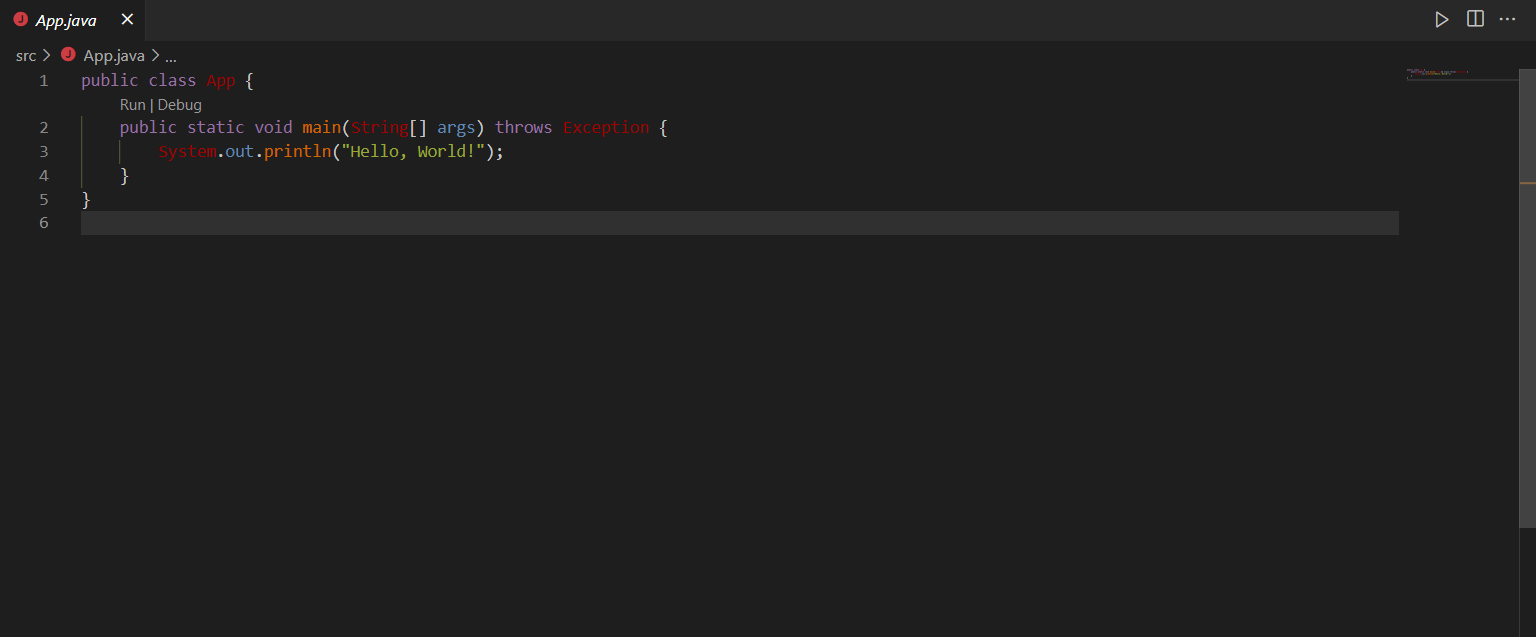 J App.java
src > J App.java > ...
1 public class App {
Run | Debug
2 public static void main(String[] args) throws Exception {
3 System.out.println("Hello, World!");
4 }
5 }
6